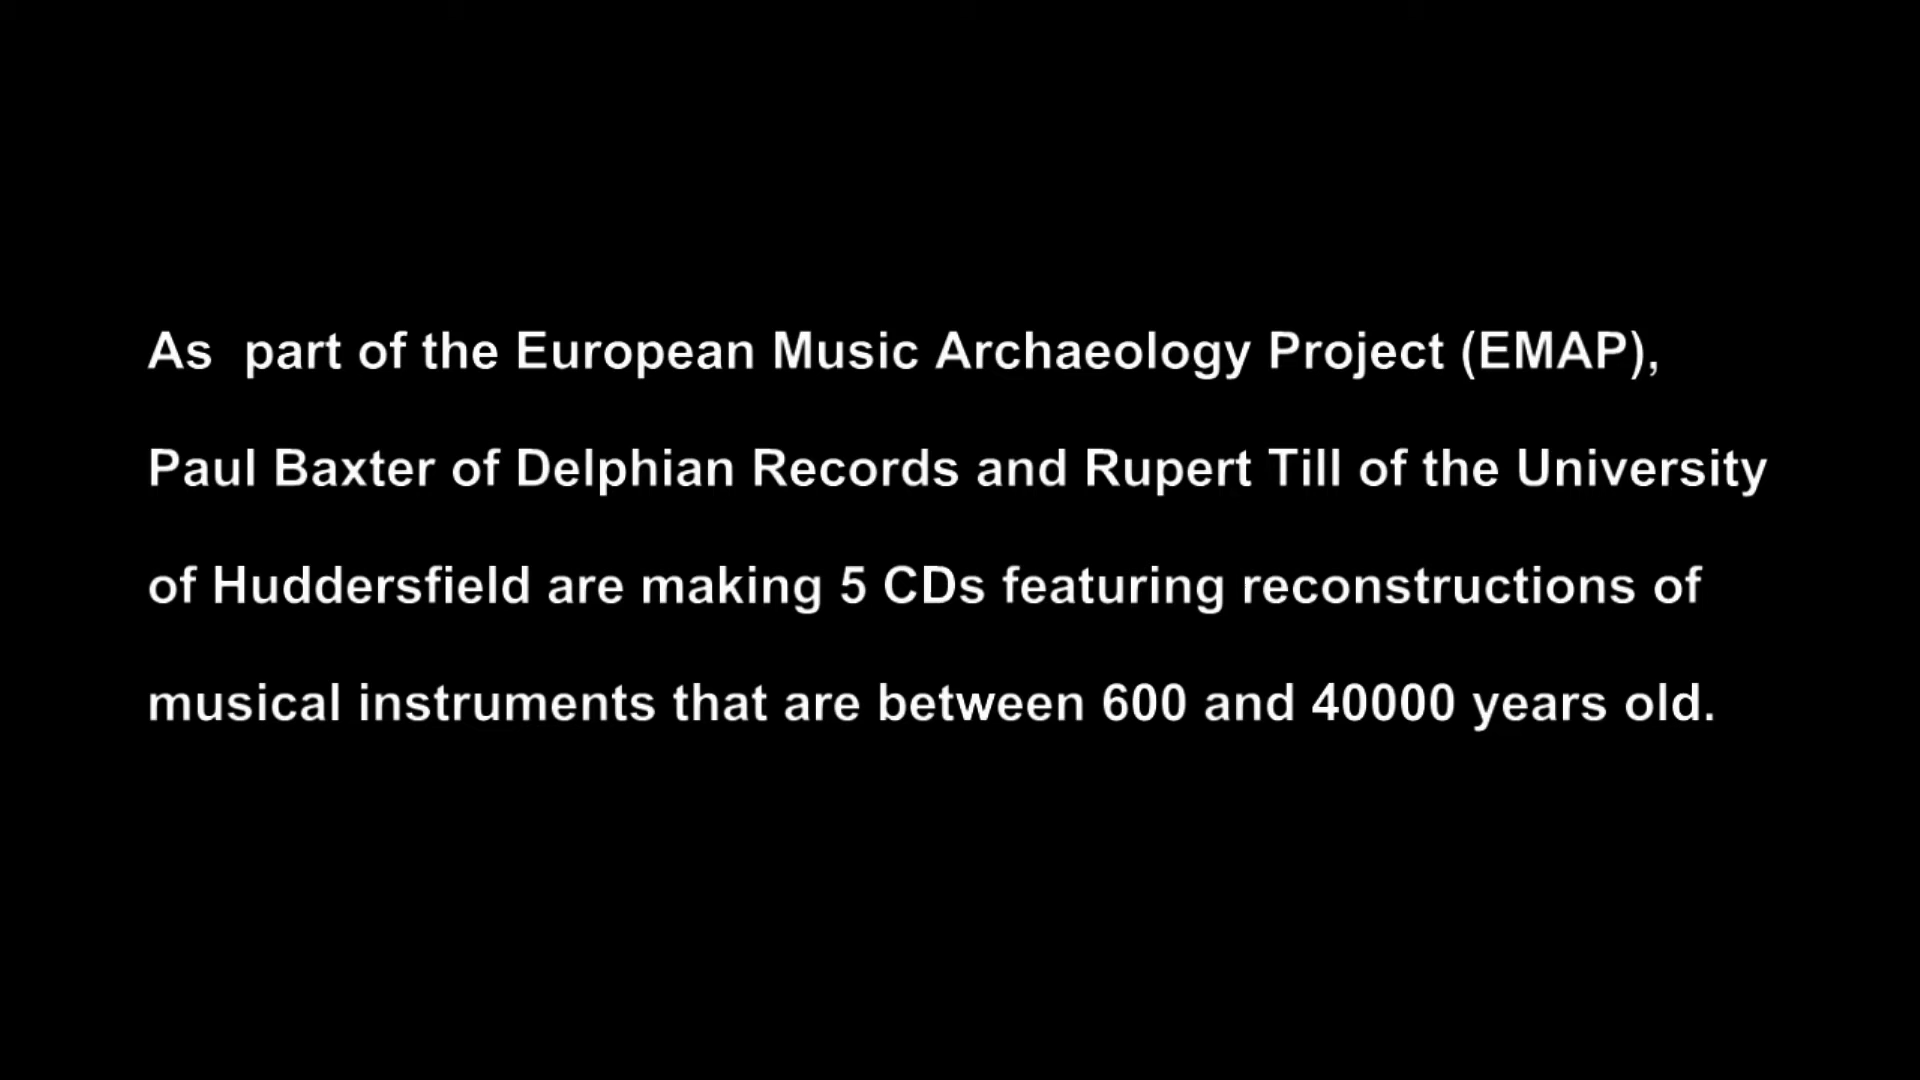 As  part of the European Music Archaeology Project (EMAP),
Paul Baxter of Delphian Records and Rupert Till of the University
of Huddersfield are making 5 CDs featuring reconstructions of
musical instruments that are between 600 and 40000 years old.